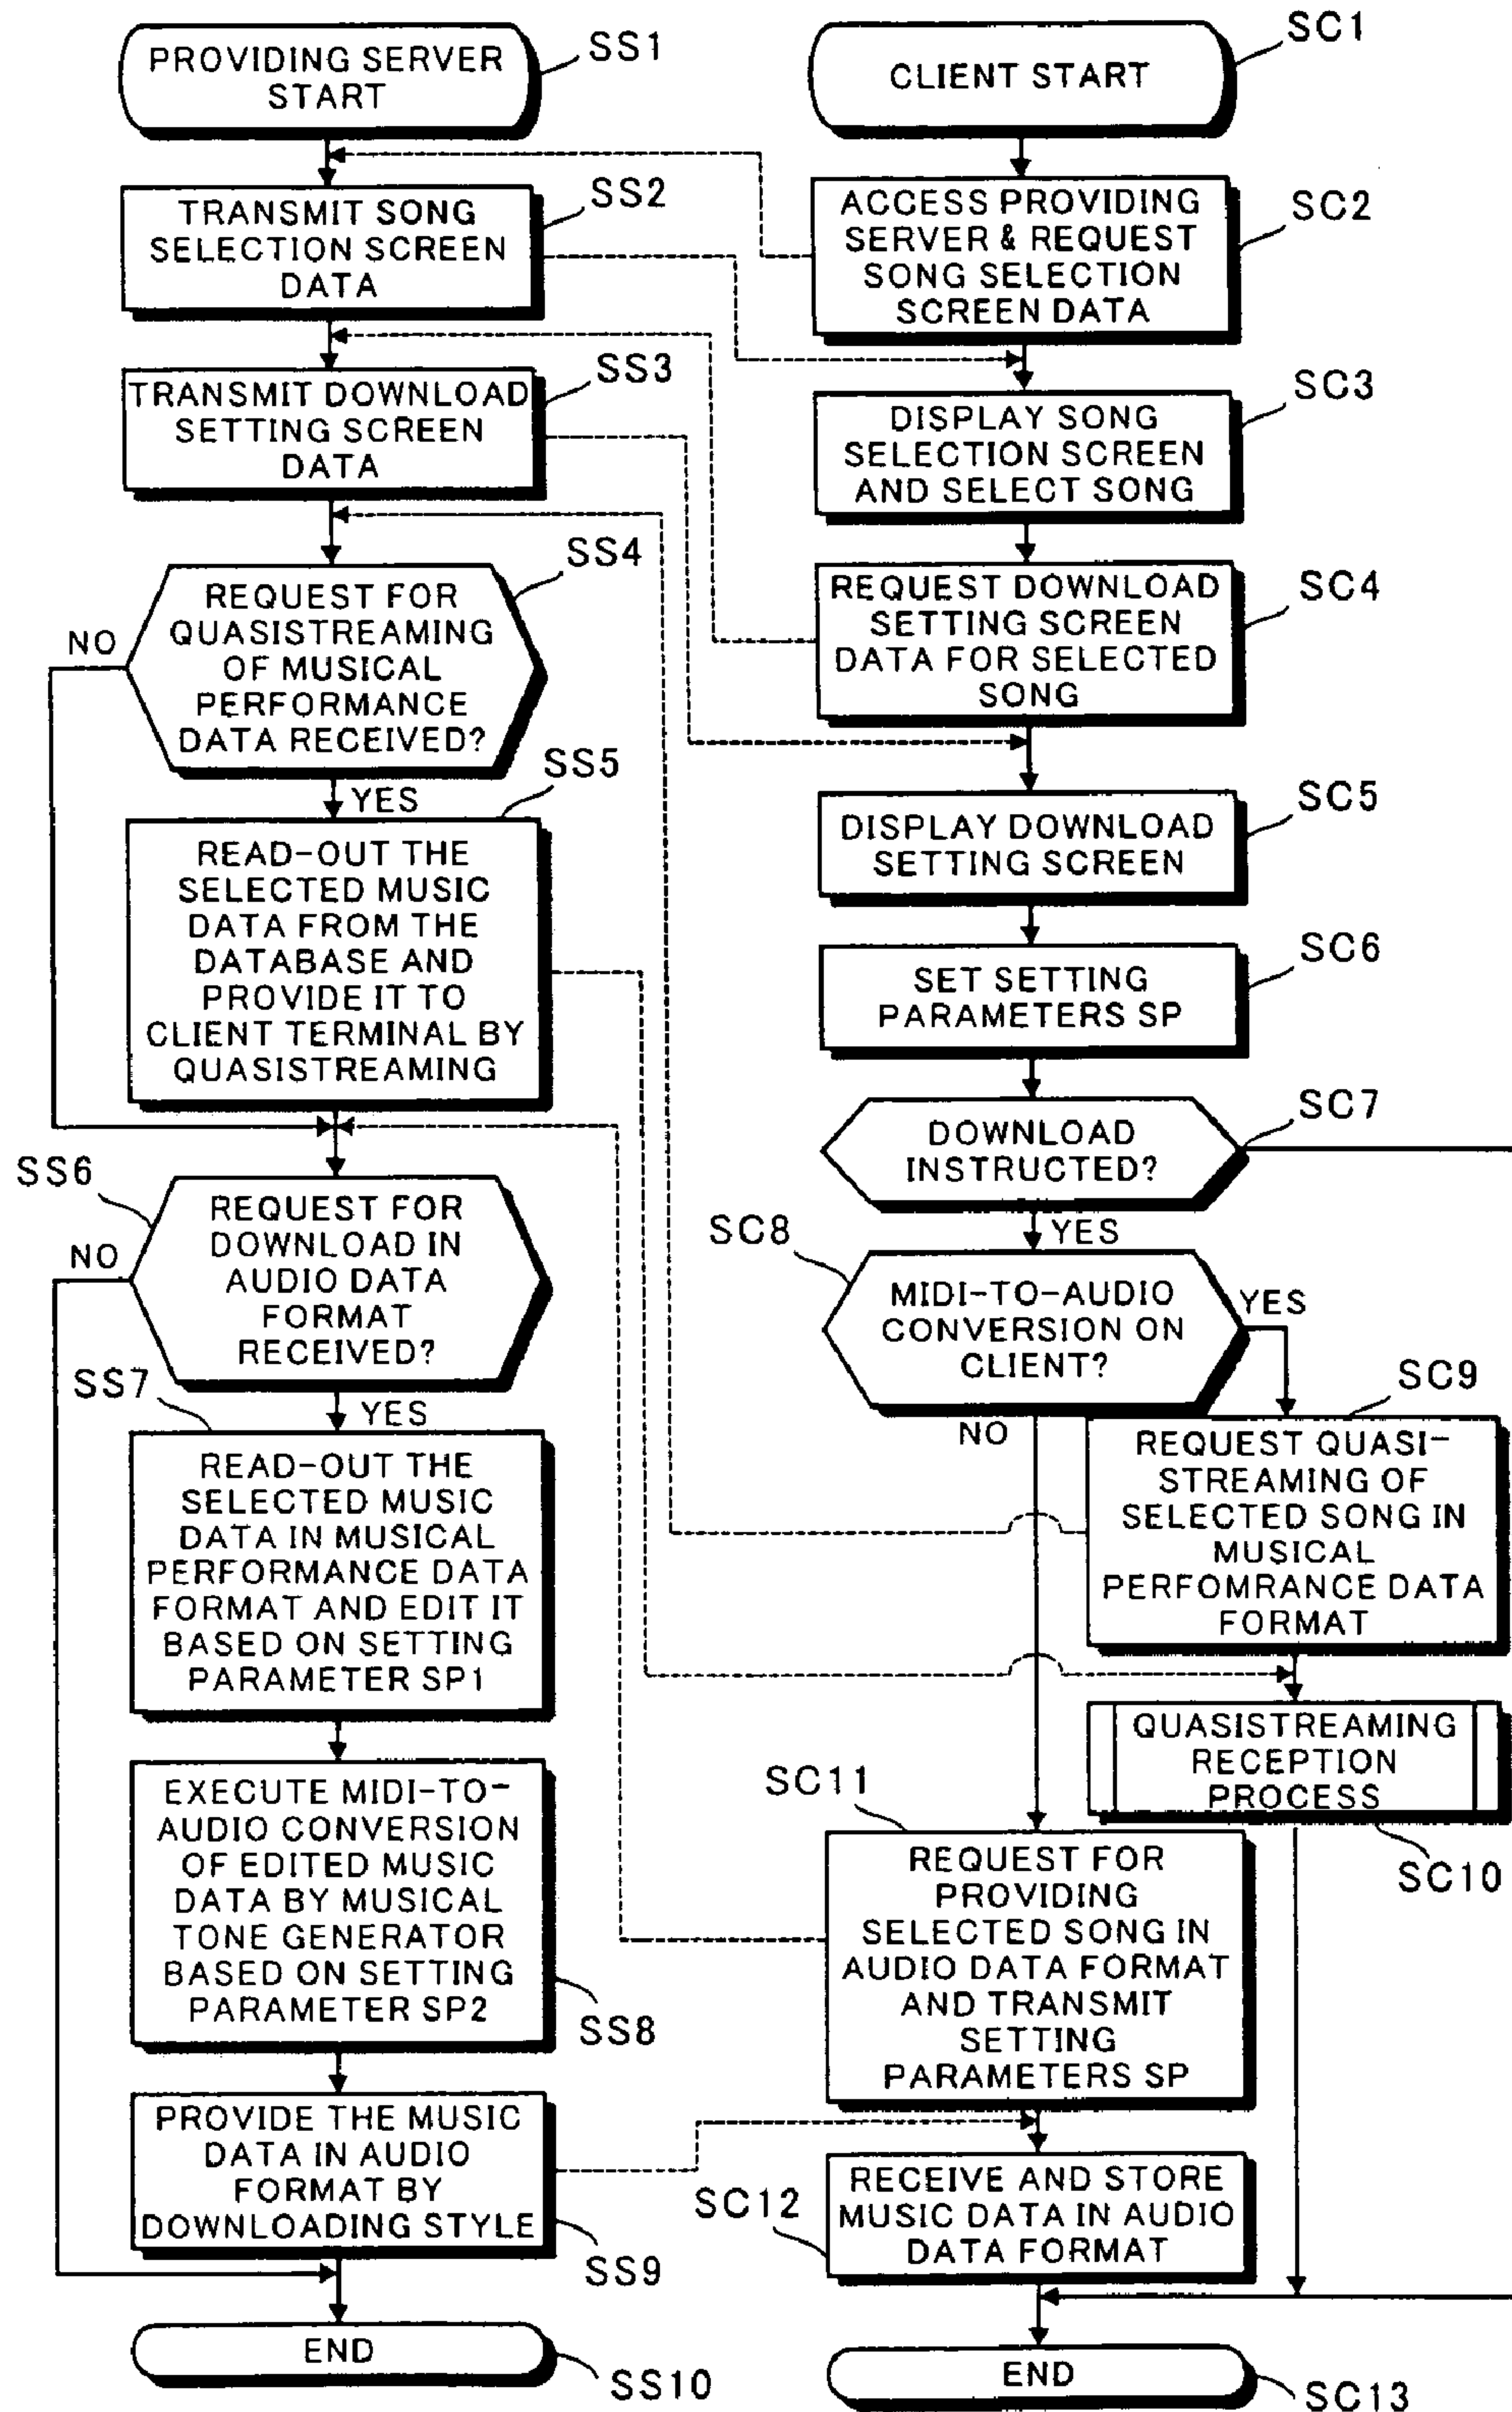 PROVIDING SERVER
START
SS1
TRANSMIT SONG
SELECTION SCREEN
DATA
SS2
TRANSMIT DOWNLOAD
SETTING SCREEN
DATA
SS3
REQUEST FOR
QUASISTREAMING
OF MUSICAL
PERFORMANCE
DATA RECEIVED?
SS4
NO
YES
SS5
READ-OUT THE
SELECTED MUSIC
DATA FROM THE
DATABASE AND
PROVIDE IT TO
CLIENT TERMINAL BY
QUASISTREAMING
SS6
REQUEST FOR
DOWNLOAD IN
AUDIO DATA
FORMAT
RECEIVED?
NO
YES
SS7
READ-OUT THE
SELECTED MUSIC
DATA IN MUSICAL
PERFORMANCE DATA
FORMAT AND EDIT IT
BASED ON SETTING
PARAMETER SP1
EXECUTE MIDI-TO-
AUDIO CONVERSION
OF EDITED MUSIC
DATA BY MUSICAL
TONE GENERATOR
BASED ON SETTING
PARAMETER SP2
SS8
PROVIDE THE MUSIC
DATA IN AUDIO
FORMAT BY
DOWNLOADING STYLE
SS9
END
SS10
CLIENT START
SC1
ACCESS PROVIDING
SERVER & REQUEST
SONG SELECTION
SCREEN DATA
SC2
DISPLAY SONG
SELECTION SCREEN
AND SELECT SONG
SC3
REQUEST DOWNLOAD
SETTING SCREEN
DATA FOR SELECTED
SONG
SC4
DISPLAY DOWNLOAD
SETTING SCREEN
SC5
SET SETTING
PARAMETERS SP
SC6
DOWNLOAD
INSTRUCTED?
SC7
YES
SC8
MIDI-TO-AUDIO
CONVERSION ON
CLIENT?
YES
NO
SC9
REQUEST QUASI-
STREAMING OF
SELECTED SONG IN
MUSICAL
PERFOMRANCE DATA
FORMAT
QUASISTREAMING
RECEPTION
PROCESS
SC10
SC11
REQUEST FOR
PROVIDING
SELECTED SONG IN
AUDIO DATA FORMAT
AND TRANSMIT
SETTING
PARAMETERS SP
SC12
RECEIVE AND STORE
MUSIC DATA IN AUDIO
DATA FORMAT
END
SC13